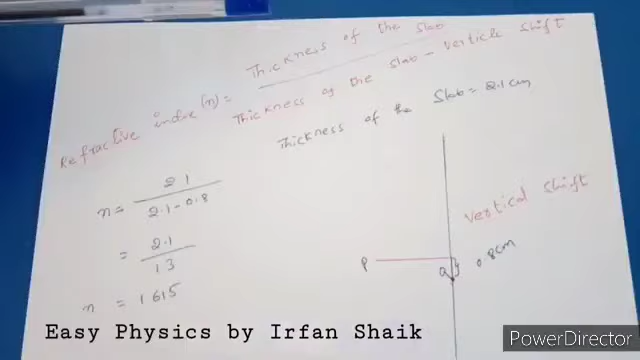 Thickness of the slab
Refractive index (n) =
Thickness of the slab - verticle shift
Thickness of the slab = 2.1 cm
n = 2.1
2.1 - 0.8
= 2.1
1.3
n = 1.615
vertical shift
P
Q
y
0.8cm
Easy Physics by Irfan Shaik
PowerDirector